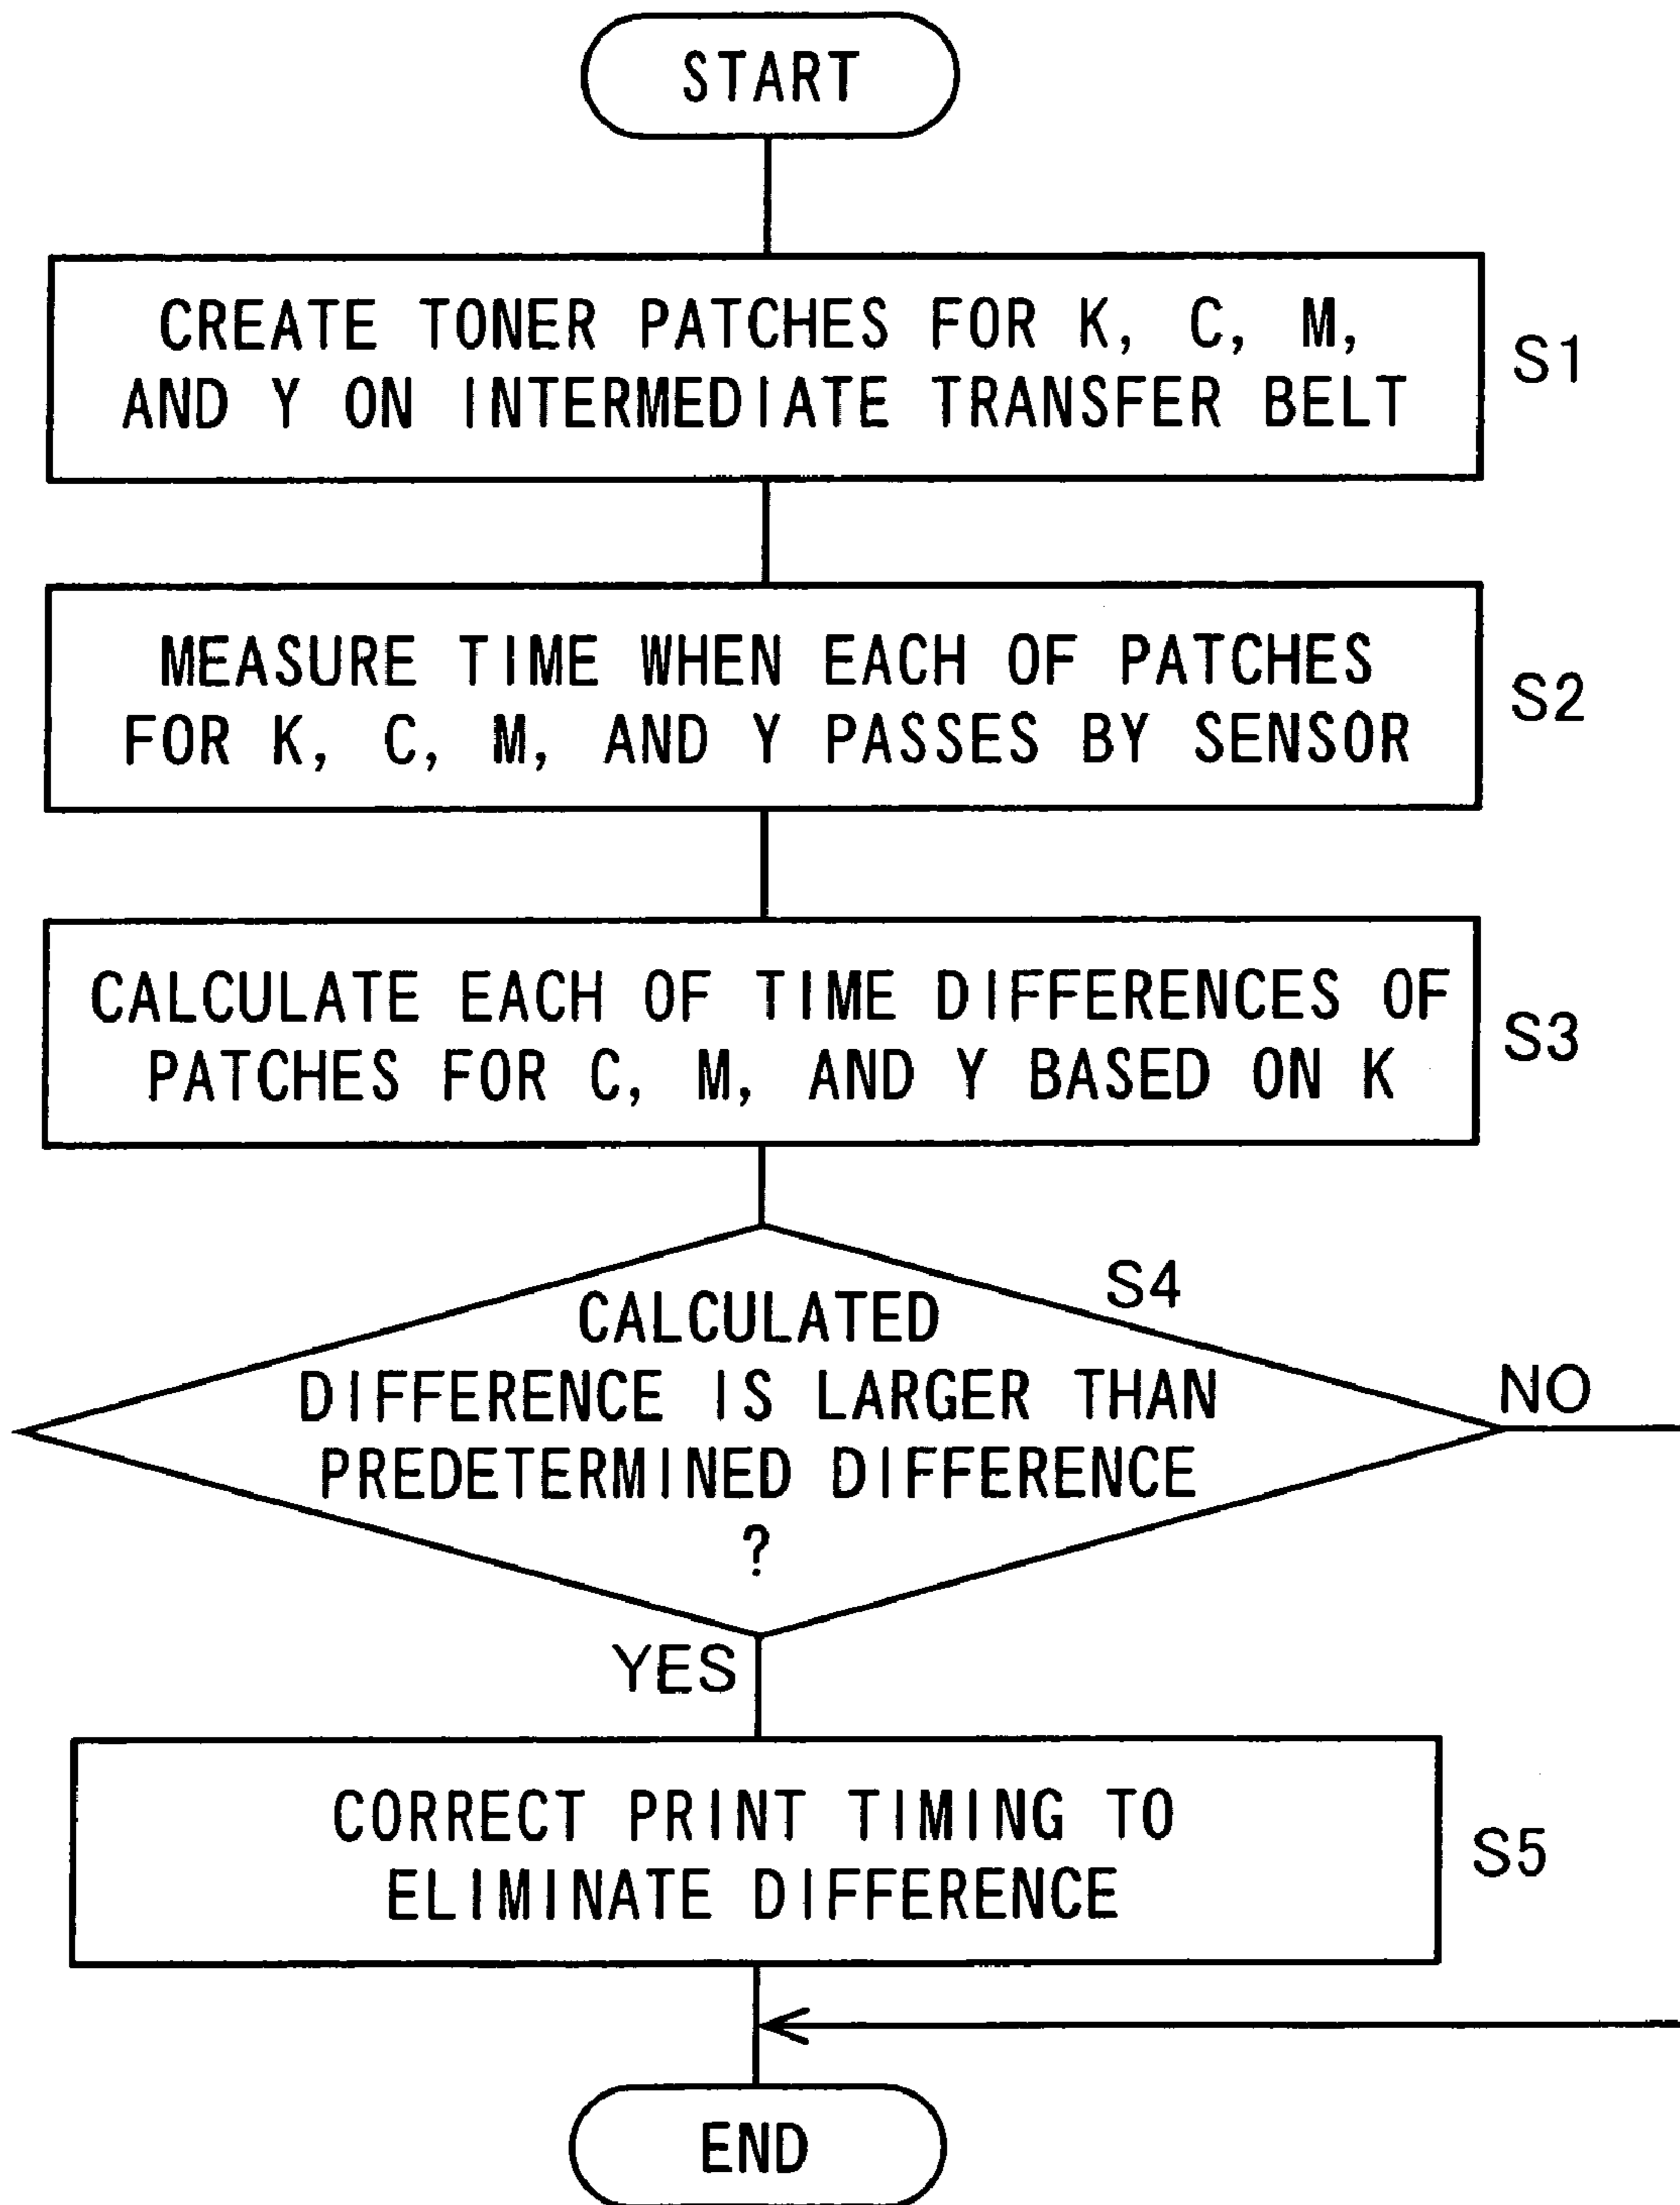 START
CREATE TONER PATCHES FOR K, C, M,
AND Y ON INTERMEDIATE TRANSFER BELT
S1
MEASURE TIME WHEN EACH OF PATCHES
FOR K, C, M, AND Y PASSES BY SENSOR
S2
CALCULATE EACH OF TIME DIFFERENCES OF
PATCHES FOR C, M, AND Y BASED ON K
S3
S4
CALCULATED
DIFFERENCE IS LARGER THAN
PREDETERMINED DIFFERENCE
?
NO
YES
CORRECT PRINT TIMING TO
ELIMINATE DIFFERENCE
S5
END